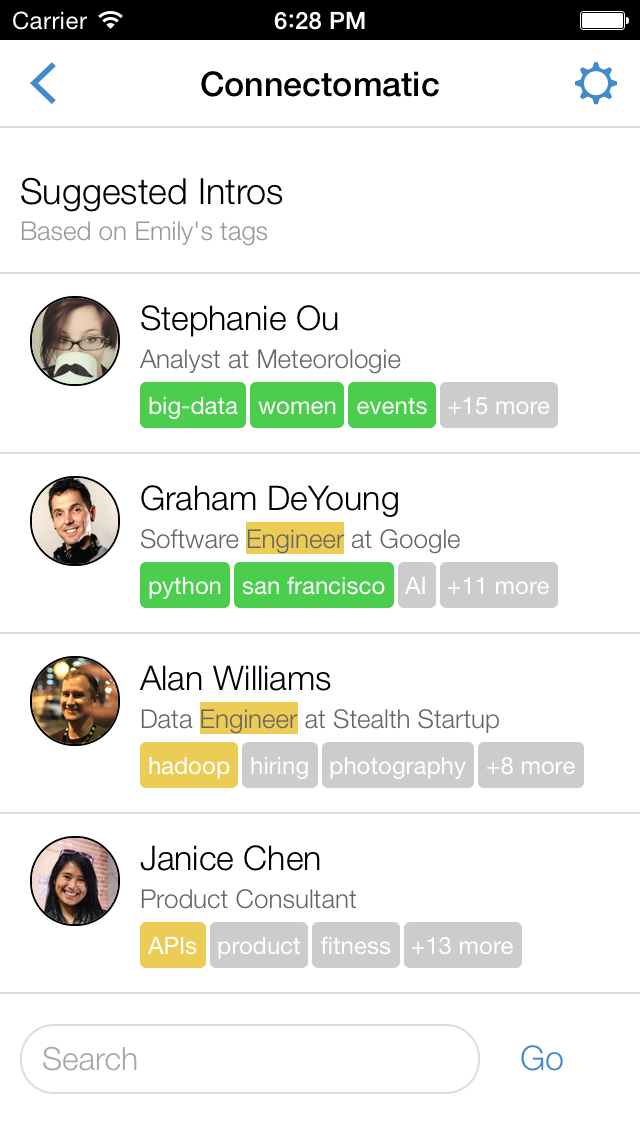 Carrier 6:28 PM
Connectomatic
Suggested Intros
Based on Emily's tags
Stephanie Ou
Analyst at Meteorologie
big-data women events +15 more
Graham DeYoung
Software Engineer at Google
python san francisco AI +11 more
Alan Williams
Data Engineer at Stealth Startup
hadoop hiring photography +8 more
Janice Chen
Product Consultant
APIs product fitness +13 more
Search Go